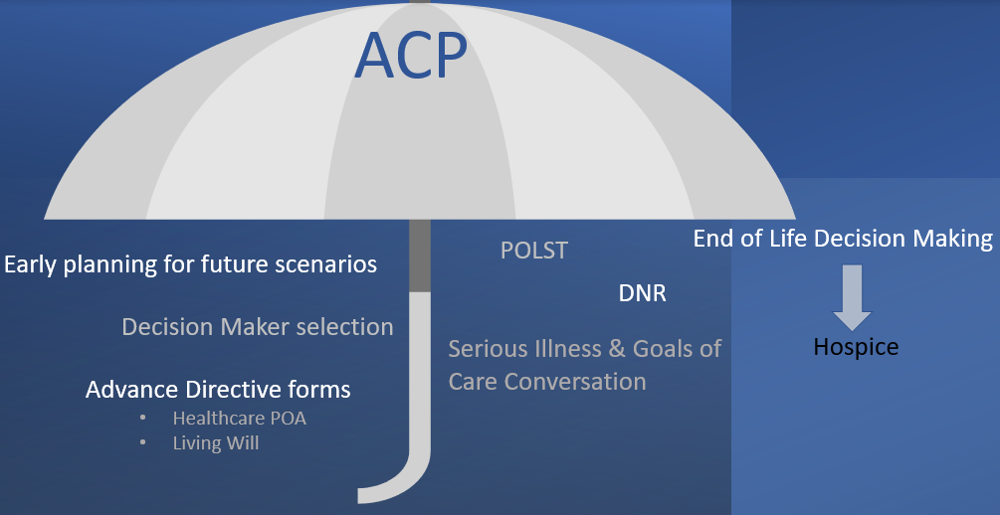 ACP
Early planning for future scenarios
Decision Maker selection
Advance Directive forms
• Healthcare POA
• Living Will
POLST
DNR
Serious Illness & Goals of
Care Conversation
End of Life Decision Making
Hospice